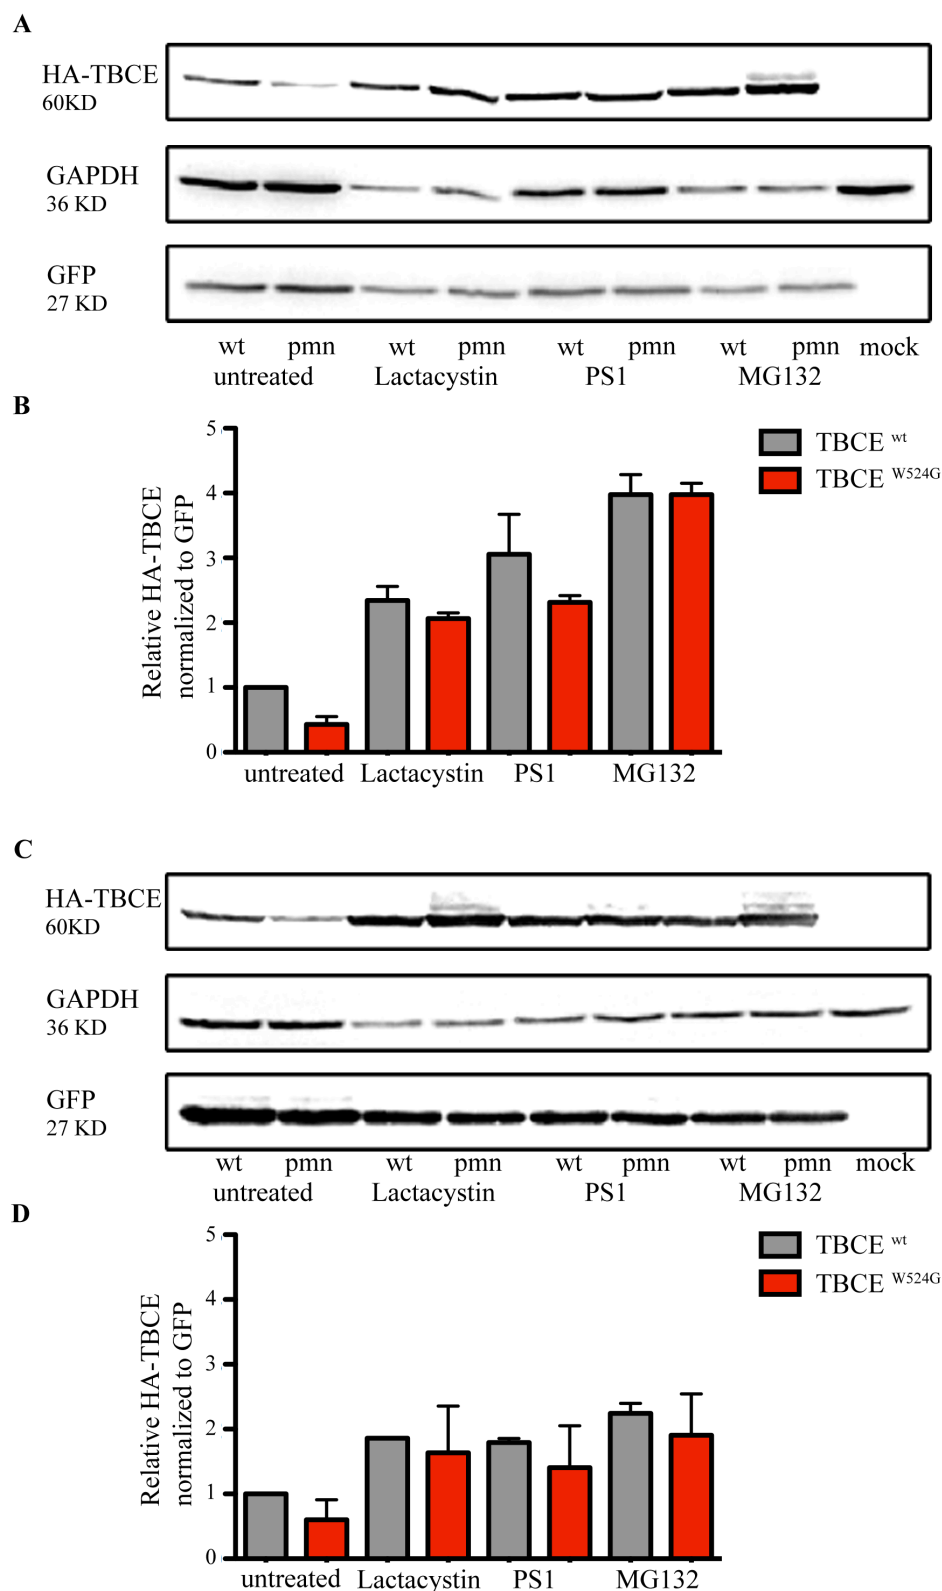 A
HA-TBCE
60KD
GAPDH
36 KD
GFP
27 KD
wt pmn wt pmn wt pmn wt pmn mock
untreated Lactacystin PS1 MG132
B
Relative HA-TBCE
normalized to GFP
5
4
3
2
1
0
untreated Lactacystin PS1 MG132
TBCE wt
TBCE W524G
C
HA-TBCE
60KD
GAPDH
36 KD
GFP
27 KD
wt pmn wt pmn wt pmn wt pmn mock
untreated Lactacystin PS1 MG132
D
Relative HA-TBCE
normalized to GFP
5
4
3
2
1
0
untreated Lactacystin PS1 MG132
TBCE wt
TBCE W524G